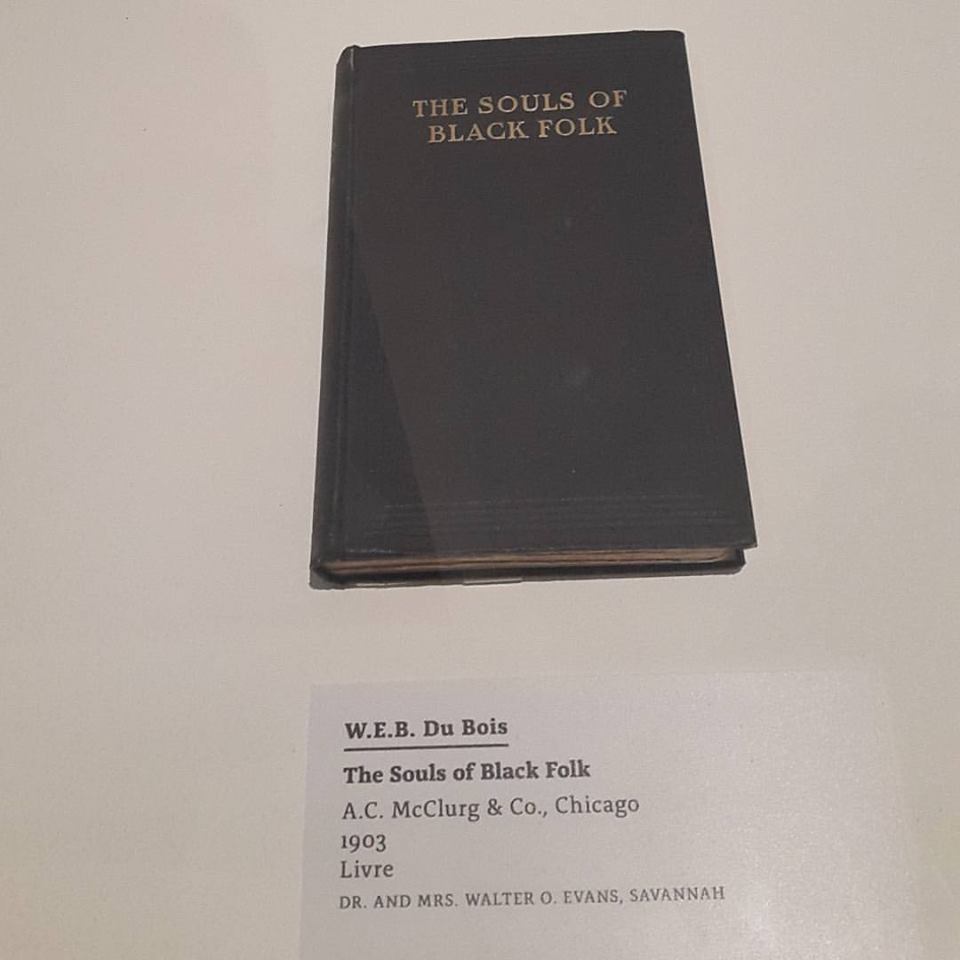 THE SOULS OF
BLACK FOLK
W.E.B. Du Bois
The Souls of Black Folk
A.C. McClurg & Co., Chicago
1903
Livre
DR. AND MRS. WALTER O. EVANS, SAVANNAH